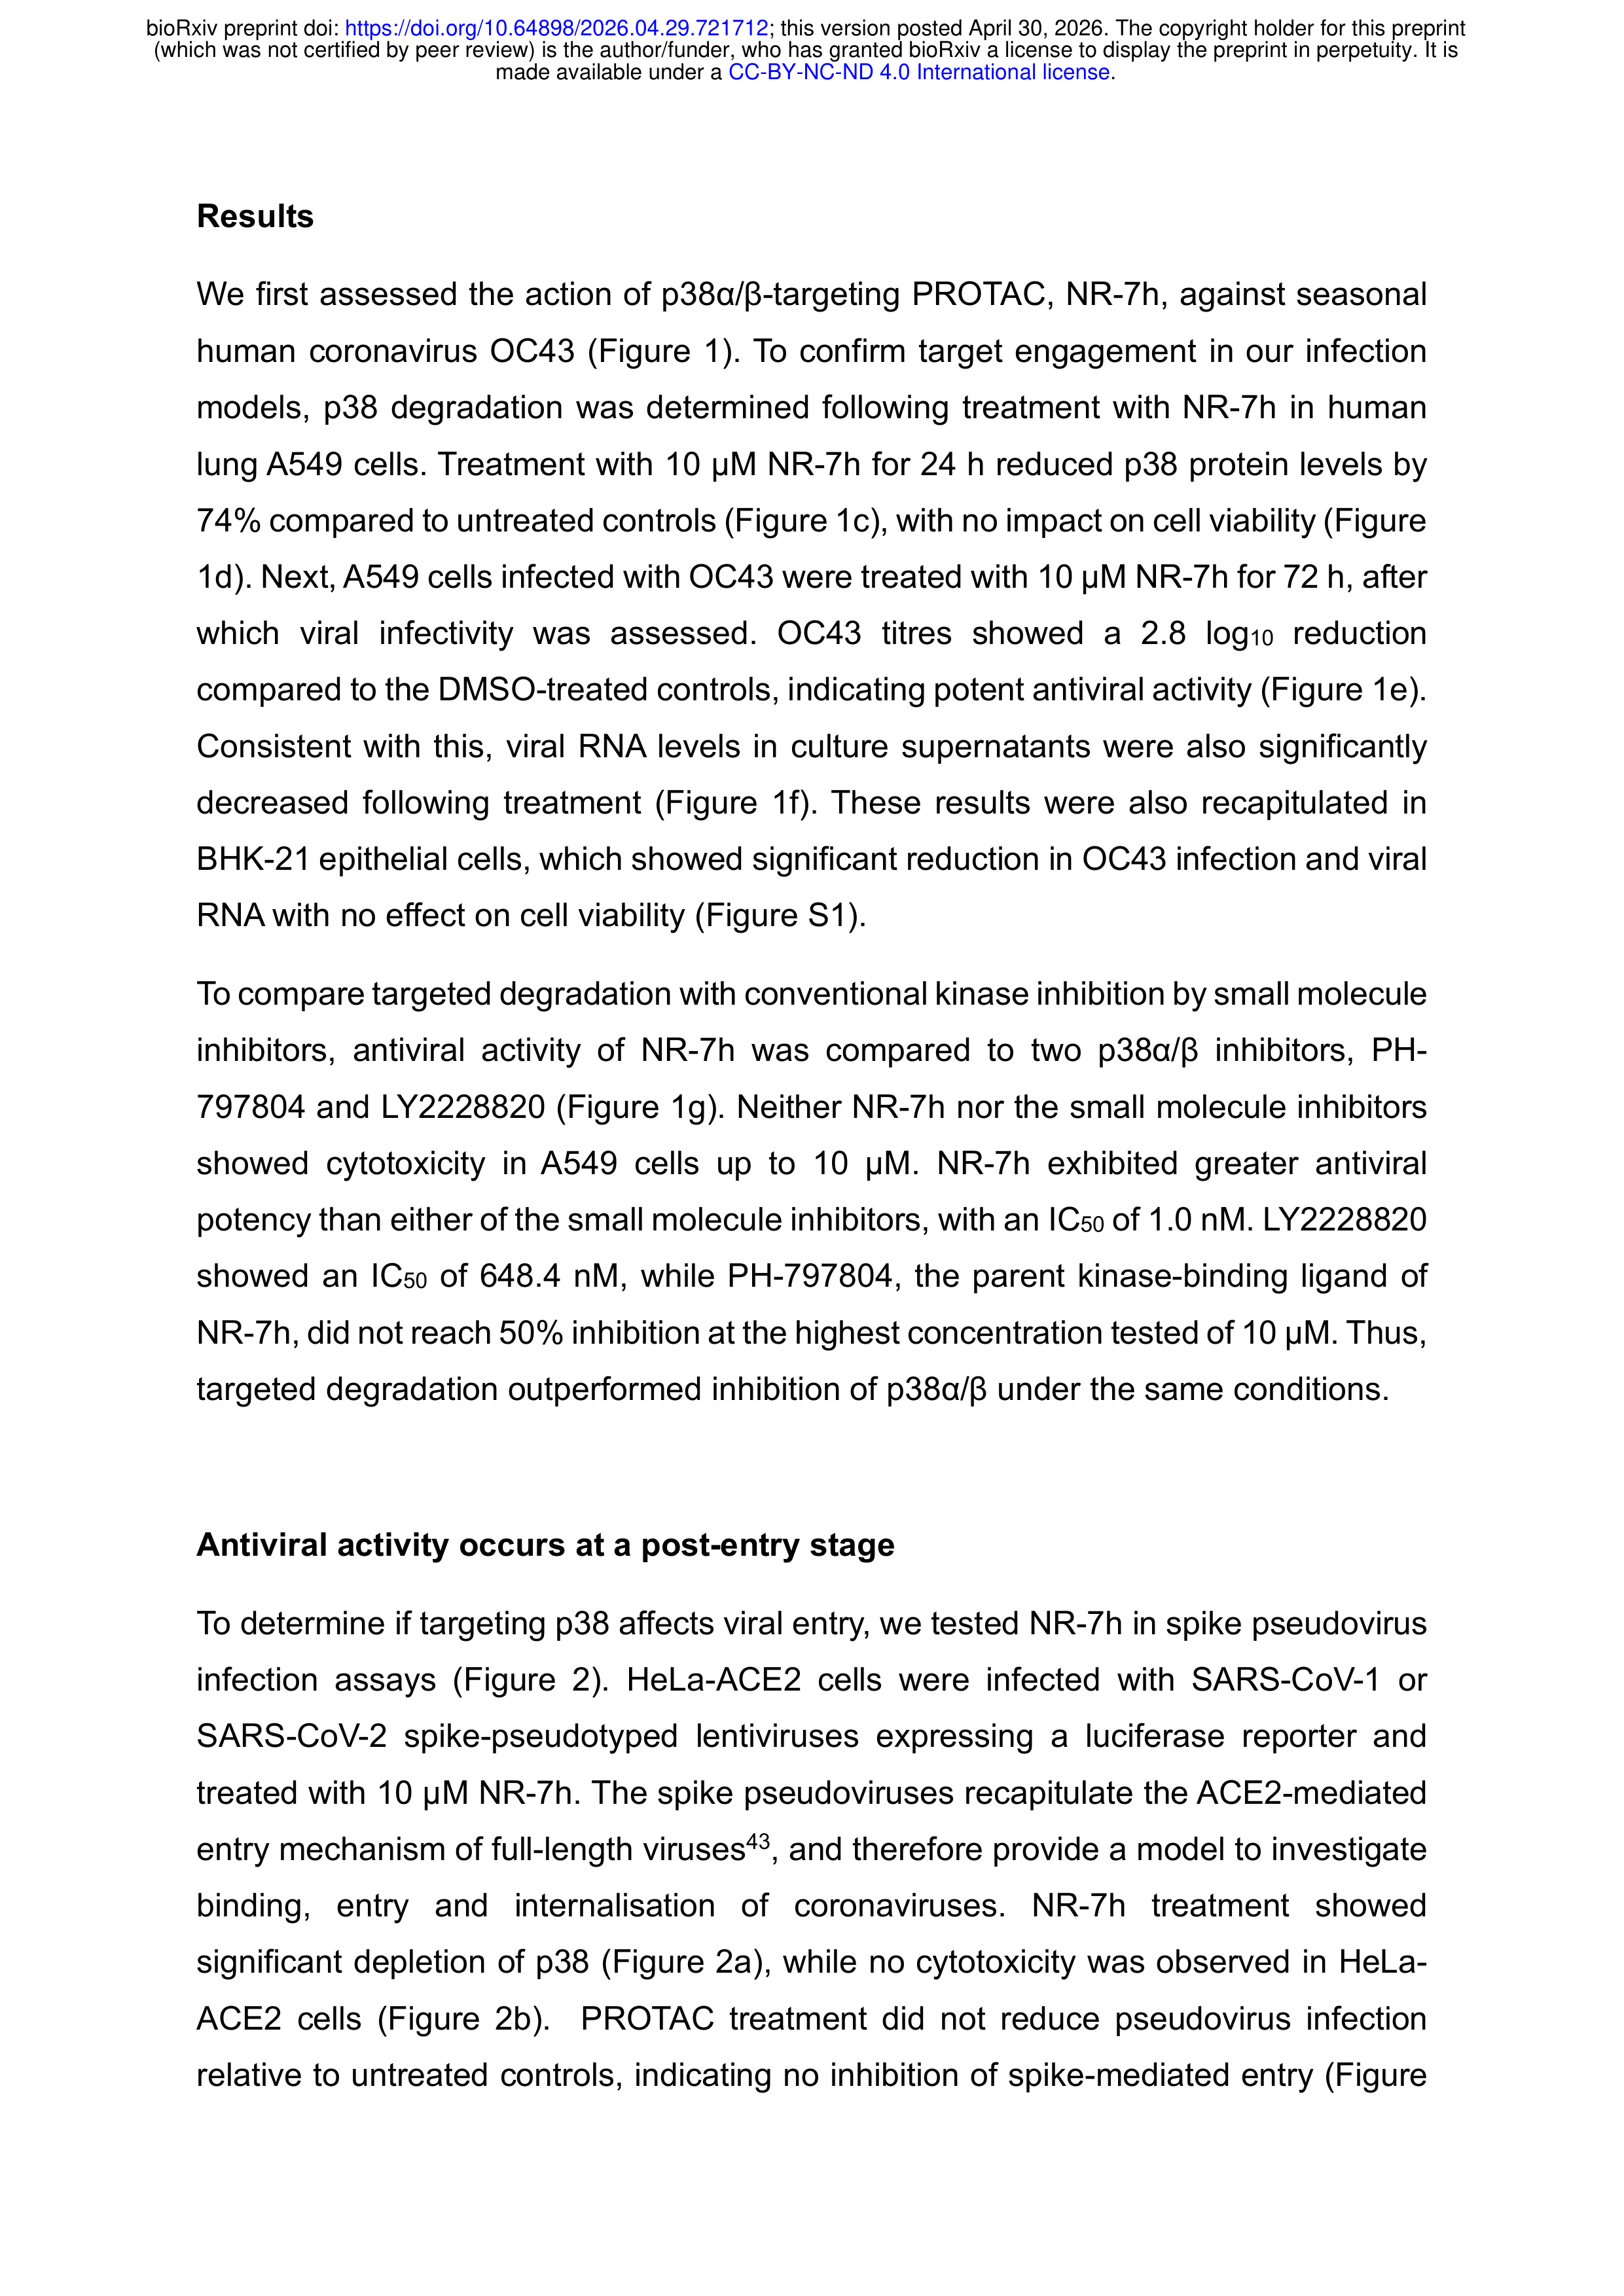 bioRxiv preprint doi: https://doi.org/10.64898/2026.04.29.721712; this version posted April 30, 2026. The copyright holder for this preprint
(which was not certified by peer review) is the author/funder, who has granted bioRxiv a license to display the preprint in perpetuity. It is
made available under a CC-BY-NC-ND 4.0 International license.
Results
We first assessed the action of p38α/β-targeting PROTAC, NR-7h, against seasonal
human coronavirus OC43 (Figure 1). To confirm target engagement in our infection
models, p38 degradation was determined following treatment with NR-7h in human
lung A549 cells. Treatment with 10 µM NR-7h for 24 h reduced p38 protein levels by
74% compared to untreated controls (Figure 1c), with no impact on cell viability (Figure
1d). Next, A549 cells infected with OC43 were treated with 10 µM NR-7h for 72 h, after
which viral infectivity was assessed. OC43 titres showed a 2.8 log₁₀ reduction
compared to the DMSO-treated controls, indicating potent antiviral activity (Figure 1e).
Consistent with this, viral RNA levels in culture supernatants were also significantly
decreased following treatment (Figure 1f). These results were also recapitulated in
BHK-21 epithelial cells, which showed significant reduction in OC43 infection and viral
RNA with no effect on cell viability (Figure S1).
To compare targeted degradation with conventional kinase inhibition by small molecule
inhibitors, antiviral activity of NR-7h was compared to two p38α/β inhibitors, PH-
797804 and LY2228820 (Figure 1g). Neither NR-7h nor the small molecule inhibitors
showed cytotoxicity in A549 cells up to 10 µM. NR-7h exhibited greater antiviral
potency than either of the small molecule inhibitors, with an IC₅₀ of 1.0 nM. LY2228820
showed an IC₅₀ of 648.4 nM, while PH-797804, the parent kinase-binding ligand of
NR-7h, did not reach 50% inhibition at the highest concentration tested of 10 µM. Thus,
targeted degradation outperformed inhibition of p38α/β under the same conditions.
Antiviral activity occurs at a post-entry stage
To determine if targeting p38 affects viral entry, we tested NR-7h in spike pseudovirus
infection assays (Figure 2). HeLa-ACE2 cells were infected with SARS-CoV-1 or
SARS-CoV-2 spike-pseudotyped lentiviruses expressing a luciferase reporter and
treated with 10 µM NR-7h. The spike pseudoviruses recapitulate the ACE2-mediated
entry mechanism of full-length viruses⁴³, and therefore provide a model to investigate
binding, entry and internalisation of coronaviruses. NR-7h treatment showed
significant depletion of p38 (Figure 2a), while no cytotoxicity was observed in HeLa-
ACE2 cells (Figure 2b).  PROTAC treatment did not reduce pseudovirus infection
relative to untreated controls, indicating no inhibition of spike-mediated entry (Figure